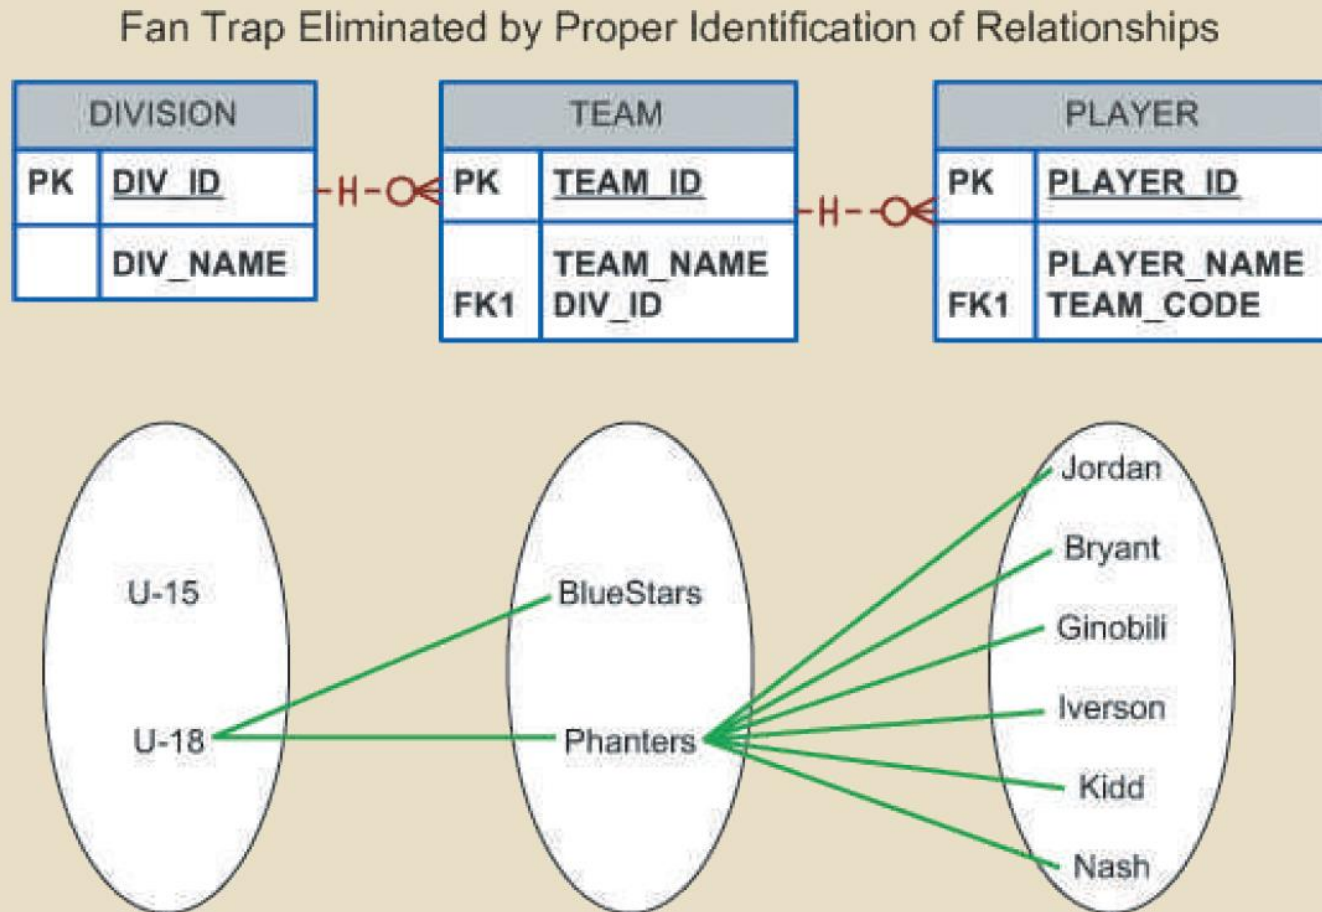 Fan Trap Eliminated by Proper Identification of Relationships
DIVISION
PK DIV_ID
DIV_NAME
TEAM
PK TEAM_ID
TEAM_NAME
FK1 DIV_ID
PLAYER
PK PLAYER_ID
PLAYER_NAME
FK1 TEAM_CODE
U-15
U-18
BlueStars
Phanters
Jordan
Bryant
Ginobili
Iverson
Kidd
Nash